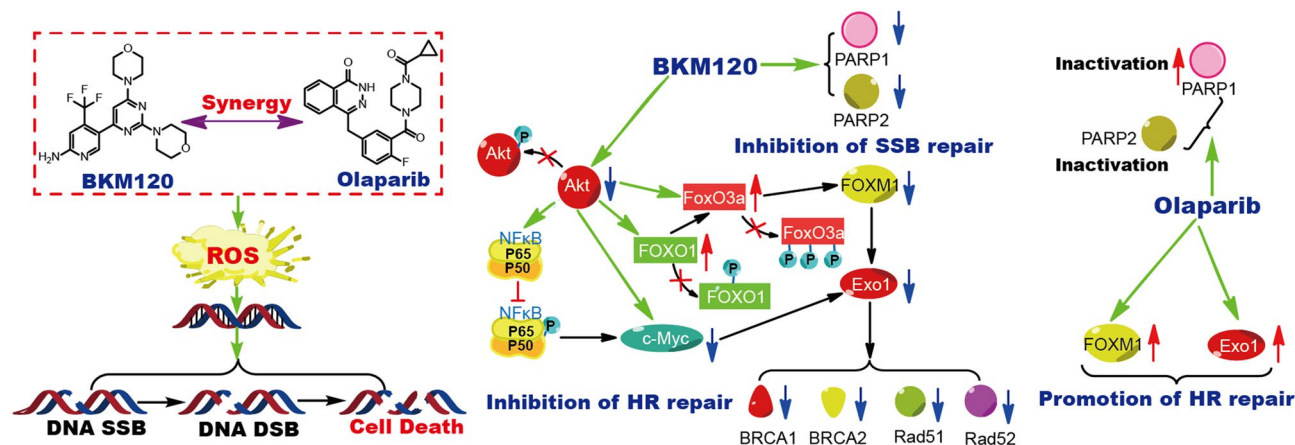 O
N
N
N
N
O
F
F
F
N
H₂N
BKM120
Synergy
O
NH
N
O
N
N
O
F
Olaparib
ROS
DNA SSB
DNA DSB
Cell Death
BKM120
PARP1
PARP2
Inhibition of SSB repair
Akt
P
Akt
NFκB
P65
P50
NFκB
P65
P50
P
FoxO3a
FoxO3a
P P P
FOXO1
P
FOXO1
c-Myc
FOXM1
Exo1
Inhibition of HR repair
BRCA1
BRCA2
Rad51
Rad52
Inactivation
PARP1
PARP2
Inactivation
Olaparib
FOXM1
Exo1
Promotion of HR repair